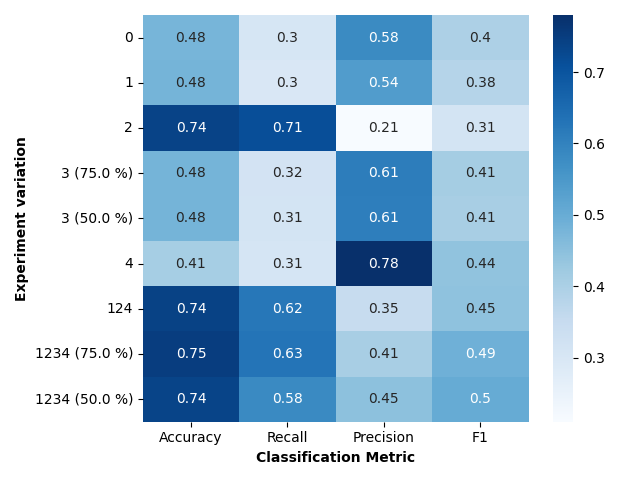 0 0.48 0.3 0.58 0.4
1 0.48 0.3 0.54 0.38
2 0.74 0.71 0.21 0.31
3 (75.0 %) 0.48 0.32 0.61 0.41
3 (50.0 %) 0.48 0.31 0.61 0.41
4 0.41 0.31 0.78 0.44
124 0.74 0.62 0.35 0.45
1234 (75.0 %) 0.75 0.63 0.41 0.49
1234 (50.0 %) 0.74 0.58 0.45 0.5
Accuracy Recall Precision F1
Classification Metric
Experiment variation
0.7
0.6
0.5
0.4
0.3